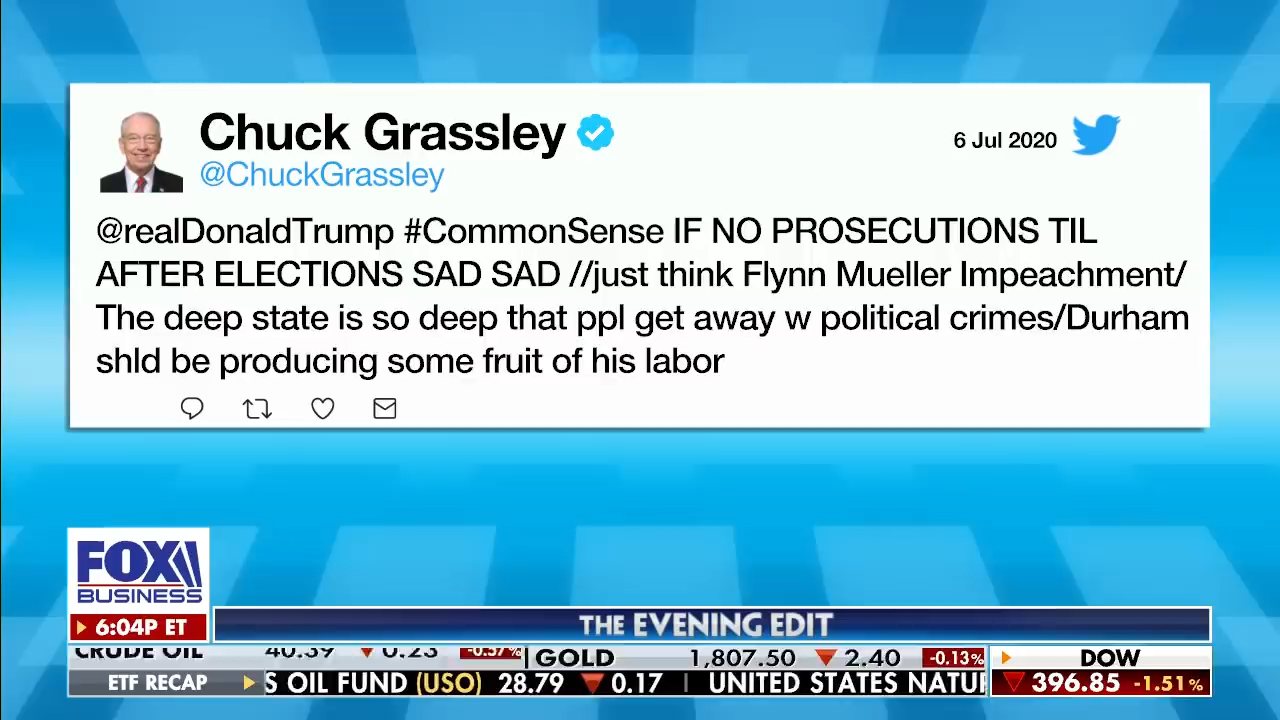 Chuck Grassley
@ChuckGrassley
6 Jul 2020
@realDonaldTrump #CommonSense IF NO PROSECUTIONS TIL
AFTER ELECTIONS SAD SAD //just think Flynn Mueller Impeachment/
The deep state is so deep that ppl get away w political crimes/Durham
shld be producing some fruit of his labor
FOX
BUSINESS
6:04P ET
THE EVENING EDIT
CRUDE OIL 40.39 0.23 -0.57% GOLD 1,807.50 2.40 -0.13%
DOW
ETF RECAP S OIL FUND (USO) 28.79 0.17 UNITED STATES NATU
396.85 -1.51%